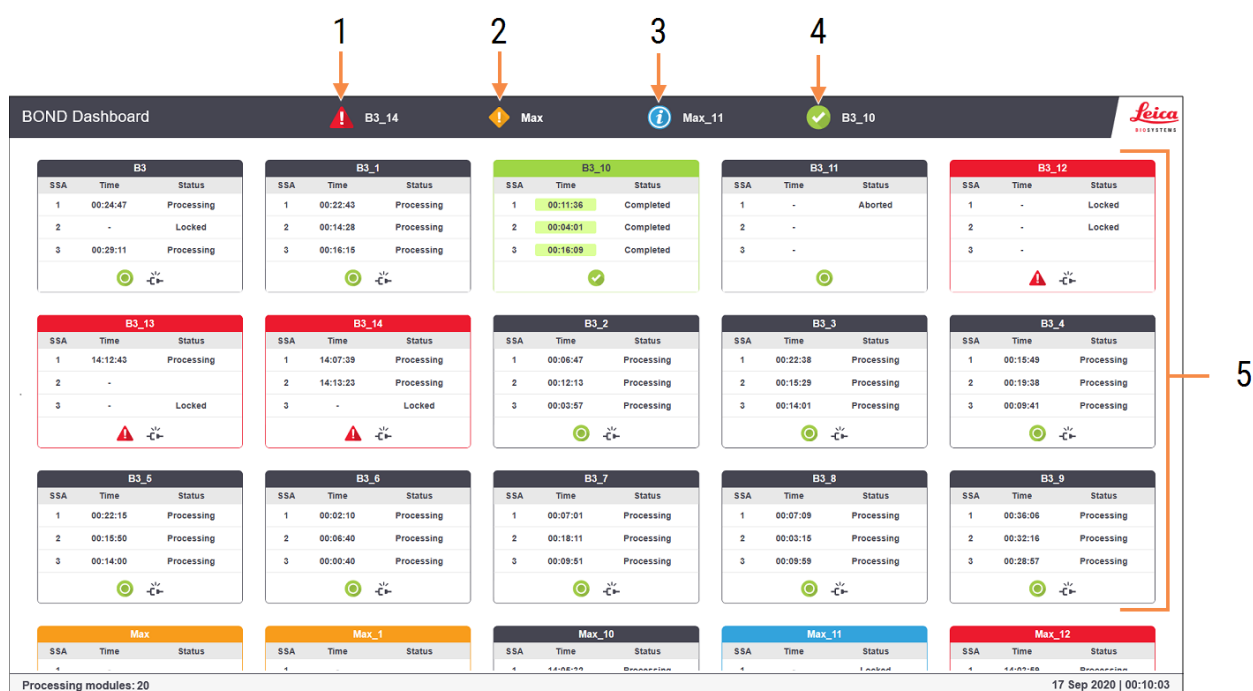 1 2 3 4
BOND Dashboard B3_14 Max Max_11 B3_10 Leica
BIOSYSTEMS
B3 B3_1 B3_10 B3_11 B3_12
SSA Time Status SSA Time Status SSA Time Status SSA Time Status SSA Time Status
1 00:24:47 Processing 1 00:22:43 Processing 1 00:11:36 Completed 1 - Aborted 1 - Locked
2 - Locked 2 00:14:28 Processing 2 00:04:01 Completed 2 - 2 - Locked
3 00:29:11 Processing 3 00:16:15 Processing 3 00:16:09 Completed 3 - 3 -
B3_13 B3_14 B3_2 B3_3 B3_4
SSA Time Status SSA Time Status SSA Time Status SSA Time Status SSA Time Status
1 14:12:43 Processing 1 14:07:39 Processing 1 00:06:47 Processing 1 00:22:38 Processing 1 00:15:49 Processing
5
2 - 2 14:13:23 Processing 2 00:12:13 Processing 2 00:15:29 Processing 2 00:19:38 Processing
3 - Locked 3 - Locked 3 00:03:57 Processing 3 00:14:01 Processing 3 00:09:41 Processing
B3_5 B3_6 B3_7 B3_8 B3_9
SSA Time Status SSA Time Status SSA Time Status SSA Time Status SSA Time Status
1 00:22:15 Processing 1 00:02:10 Processing 1 00:07:01 Processing 1 00:07:09 Processing 1 00:36:06 Processing
2 00:15:50 Processing 2 00:06:40 Processing 2 00:18:11 Processing 2 00:03:15 Processing 2 00:32:16 Processing
3 00:14:00 Processing 3 00:00:40 Processing 3 00:09:51 Processing 3 00:09:59 Processing 3 00:28:57 Processing
Max Max_1 Max_10 Max_11 Max_12
SSA Time Status SSA Time Status SSA Time Status SSA Time Status SSA Time Status
Processing modules: 20 17 Sep 2020 | 00:10:03